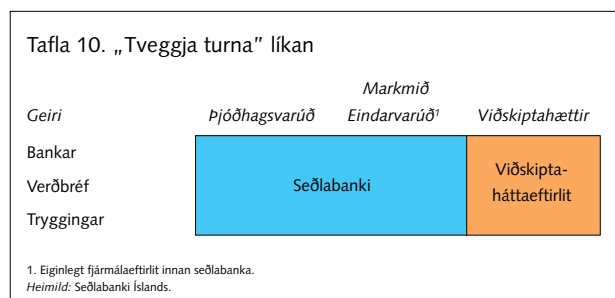 Tafla 10. „Tveggja turna” líkan
Markmið
Geiri Þjóðhagsvarúð Eindarvarúð¹ Viðskiptahættir
Bankar
Verðbréf Seðlabanki Viðskipta-
háttaeftirlit
Tryggingar
1. Eiginlegt fjármálaeftirlit innan seðlabanka.
Heimild: Seðlabanki Íslands.